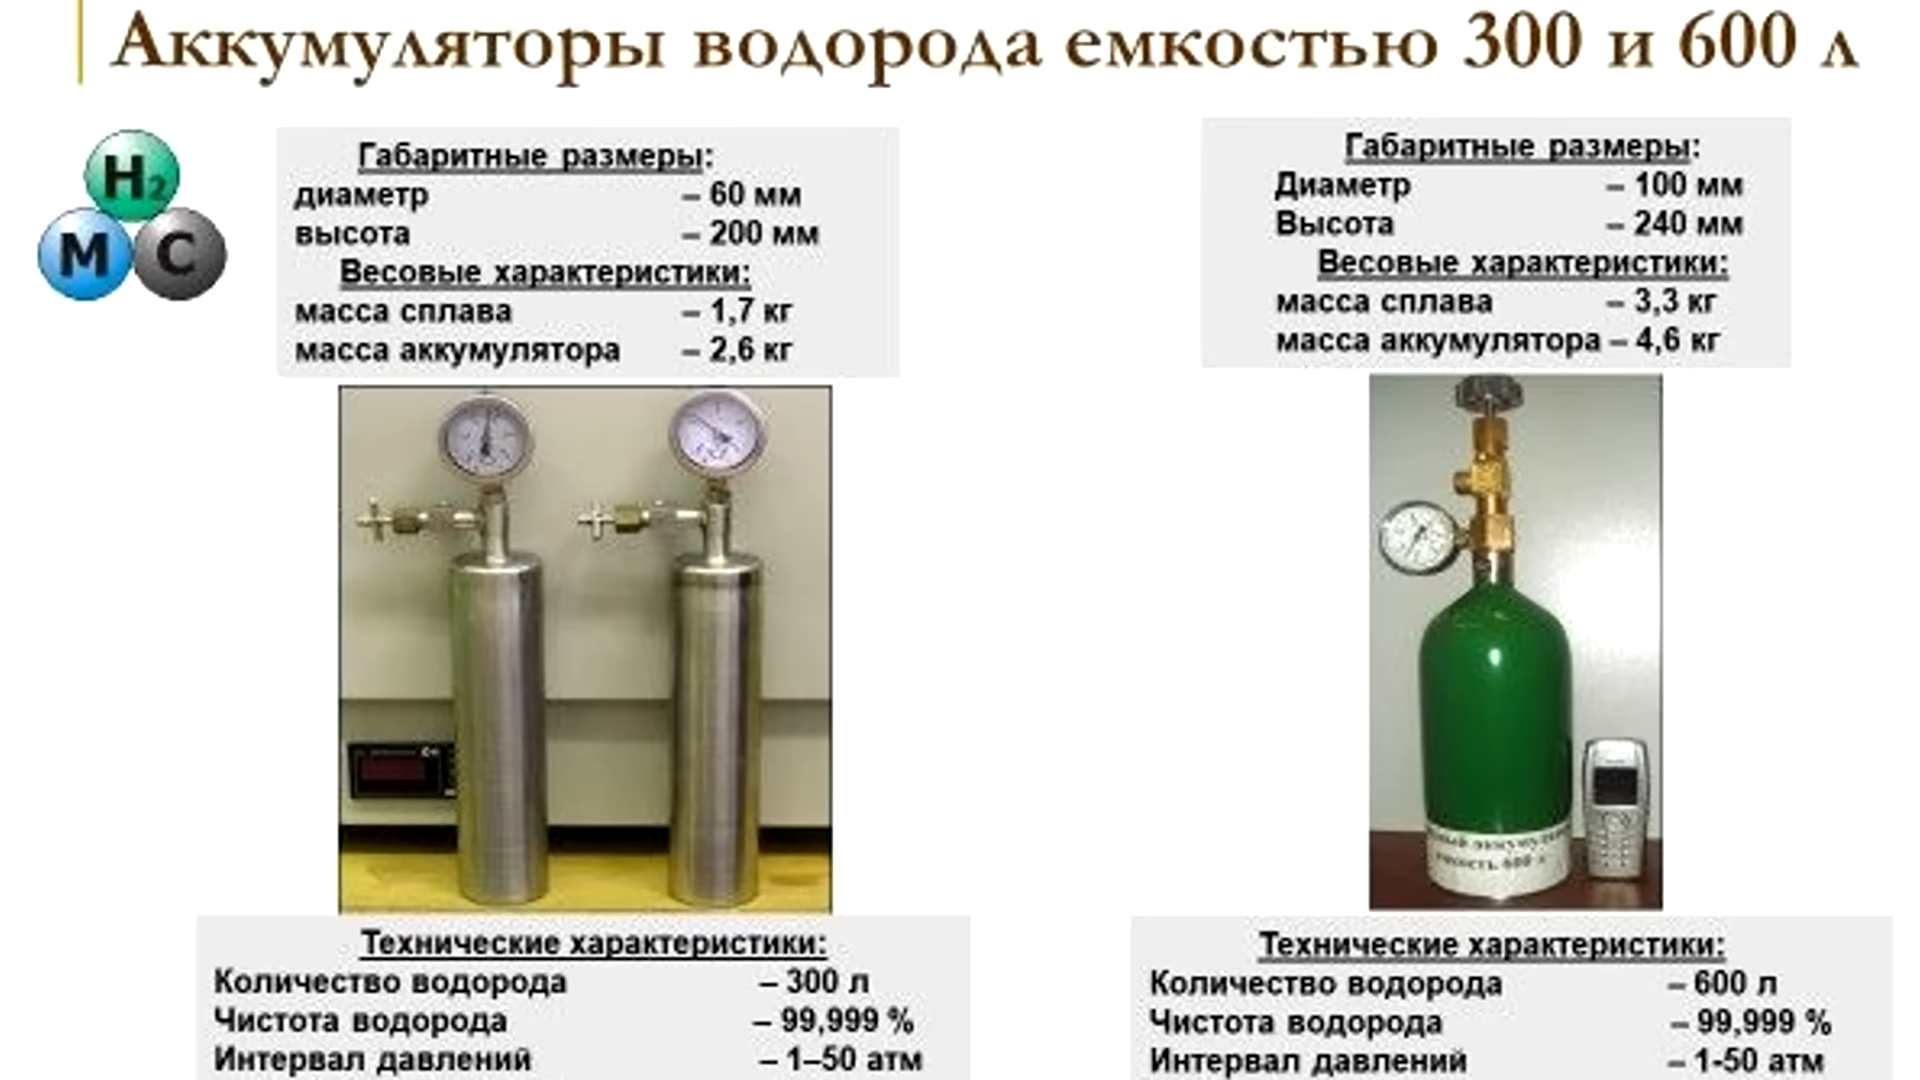 Аккумуляторы водорода емкостью 300 и 600 л
H2
М С
Габаритные размеры:
диаметр – 60 мм
высота – 200 мм
Весовые характеристики:
масса сплава – 1,7 кг
масса аккумулятора – 2,6 кг
Технические характеристики:
Количество водорода – 300 л
Чистота водорода – 99,999 %
Интервал давлений – 1–50 атм
Габаритные размеры:
Диаметр – 100 мм
Высота – 240 мм
Весовые характеристики:
масса сплава – 3,3 кг
масса аккумулятора – 4,6 кг
емкость 600 л
Технические характеристики:
Количество водорода – 600 л
Чистота водорода – 99,999 %
Интервал давлений – 1-50 атм